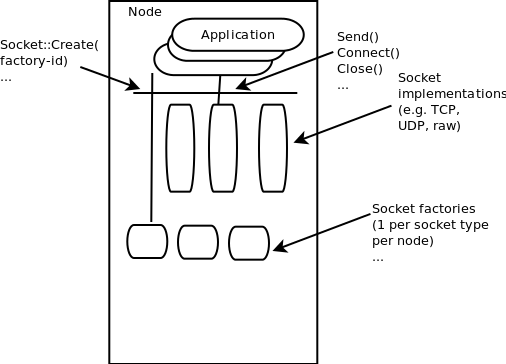 Node
Application
Socket::Create(
factory-id)
...
Send()
Connect()
Close()
...
Socket
implementations
(e.g. TCP,
UDP, raw)
Socket factories
(1 per socket type
per node)
...